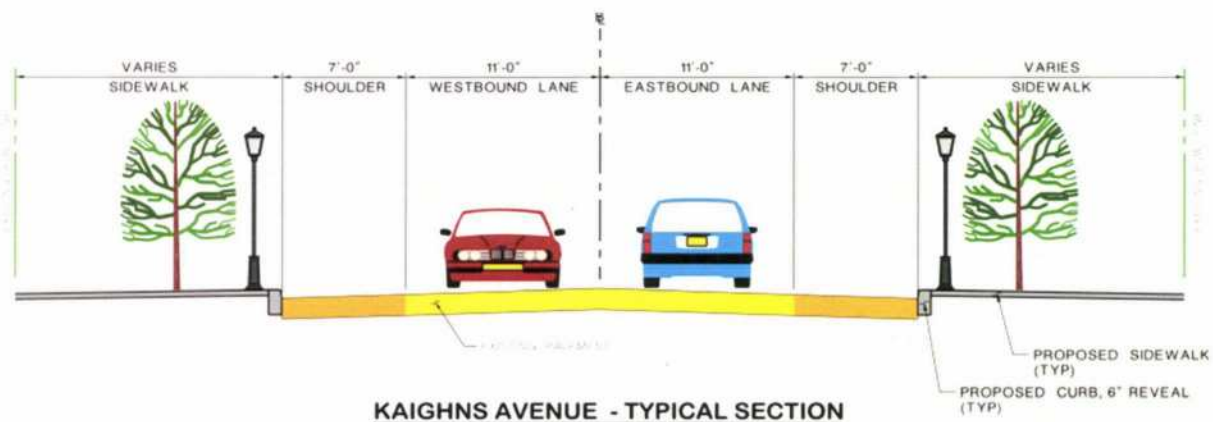 VARIES
SIDEWALK
7'-0"
SHOULDER
11'-0"
WESTBOUND LANE
11'-0"
EASTBOUND LANE
7'-0"
SHOULDER
VARIES
SIDEWALK
PROPOSED SIDEWALK
(TYP)
PROPOSED CURB, 6" REVEAL
(TYP)
KAIGHNS AVENUE - TYPICAL SECTION